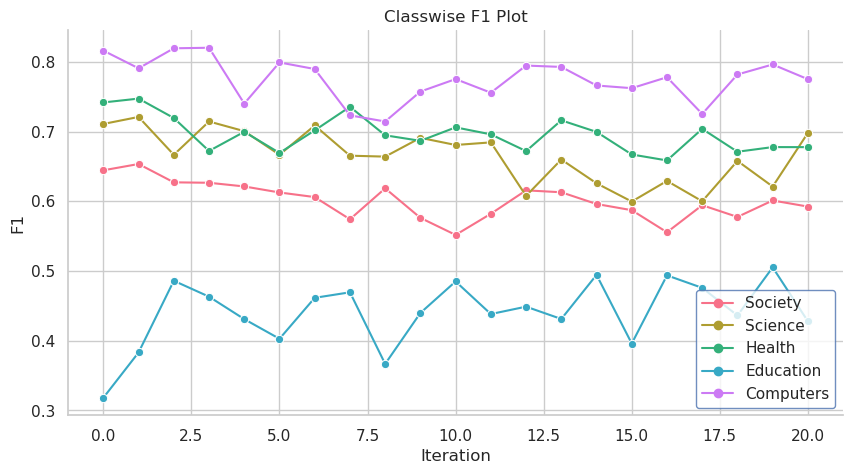 Classwise F1 Plot
F1
0.8
0.7
0.6
0.5
0.4
0.3
0.0
2.5
5.0
7.5
10.0
12.5
15.0
17.5
20.0
Iteration
Society
Science
Health
Education
Computers